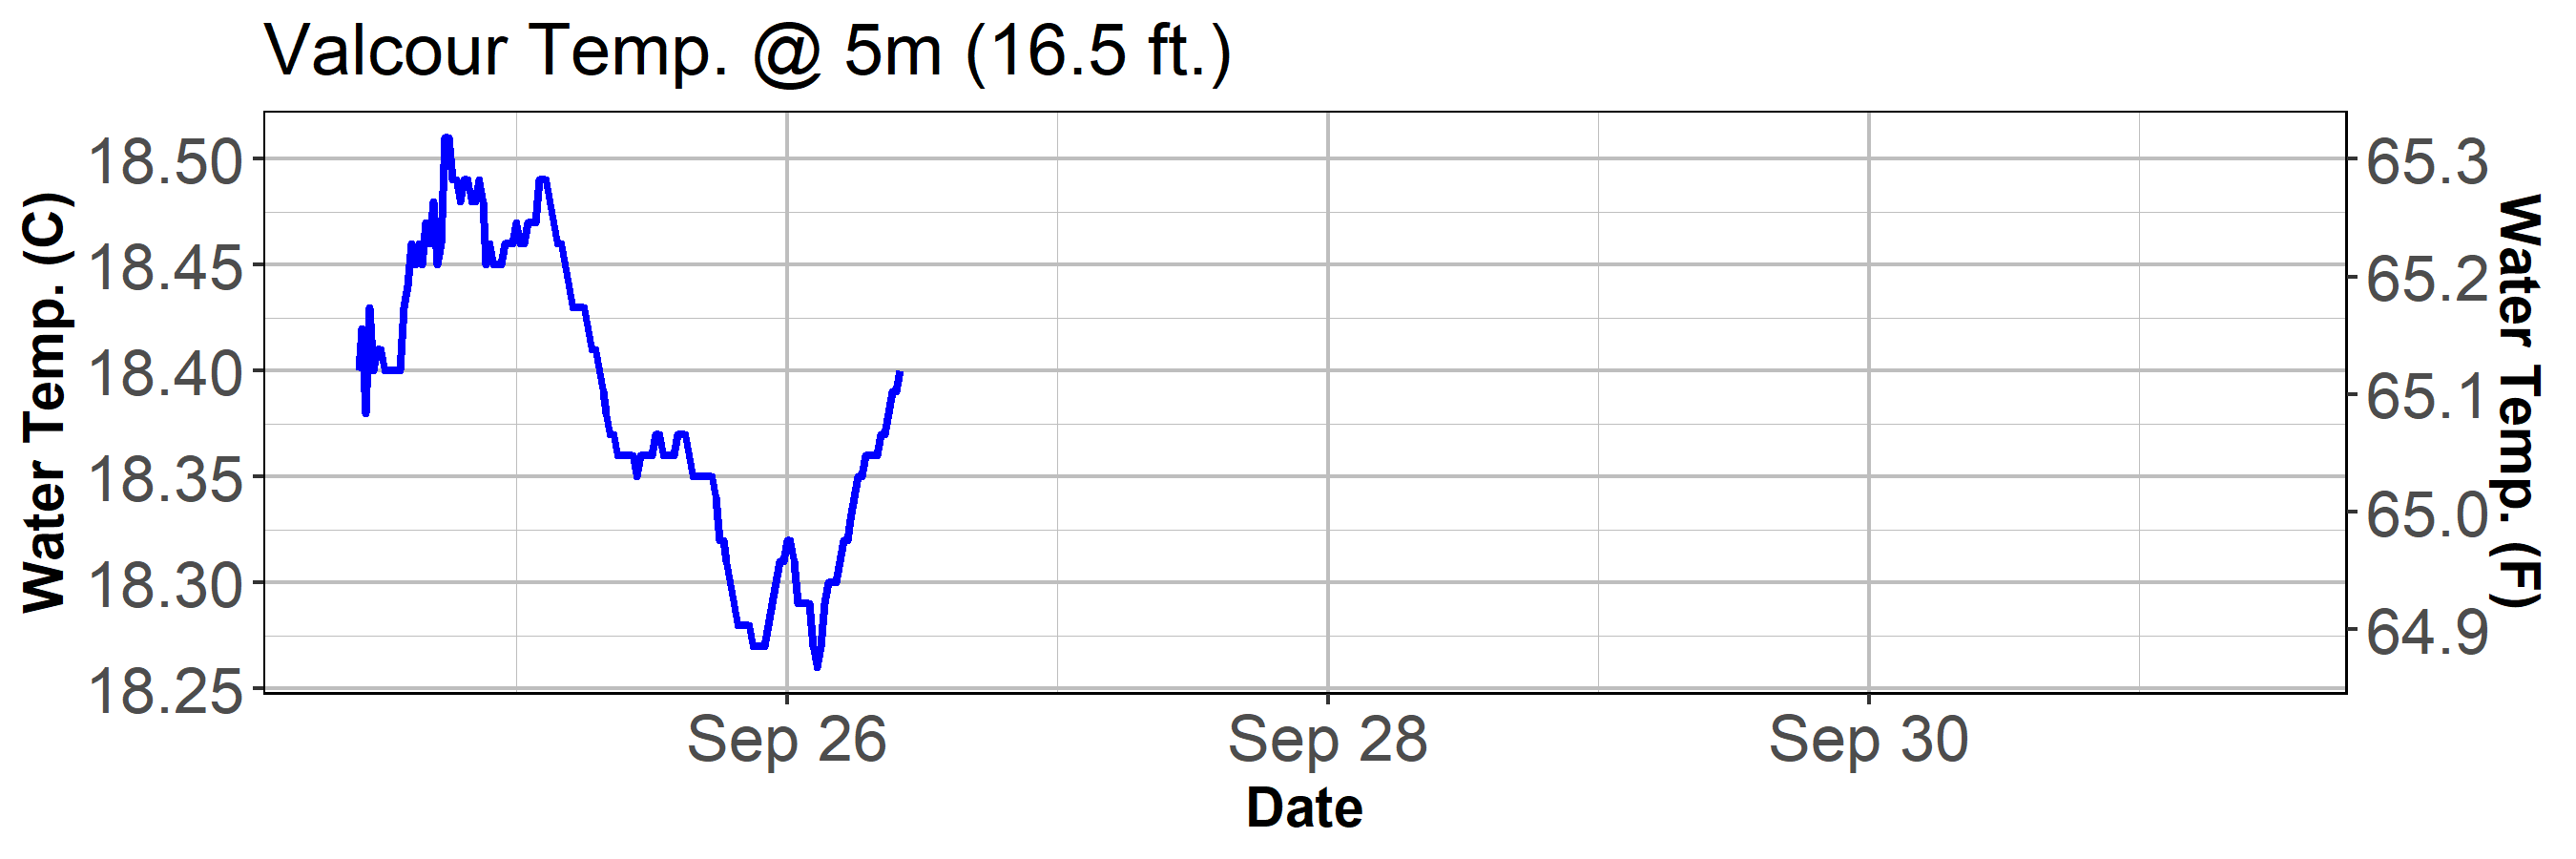 Valcour Temp. @ 5m (16.5 ft.)
Water Temp. (C)
18.50
18.45
18.40
18.35
18.30
18.25
65.3
65.2
65.1
65.0
64.9
Water Temp. (F)
Sep 26
Sep 28
Sep 30
Date